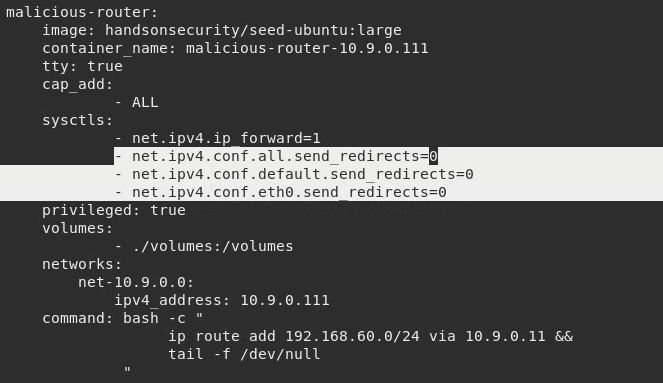 malicious-router:
image: handsonsecurity/seed-ubuntu:large
container_name: malicious-router-10.9.0.111
tty: true
cap_add:
- ALL
sysctls:
- net.ipv4.ip_forward=1
- net.ipv4.conf.all.send_redirects=0
- net.ipv4.conf.default.send_redirects=0
- net.ipv4.conf.eth0.send_redirects=0
privileged: true
volumes:
- ./volumes:/volumes
networks:
net-10.9.0.0:
ipv4_address: 10.9.0.111
command: bash -c "
ip route add 192.168.60.0/24 via 10.9.0.11 &&
tail -f /dev/null
"